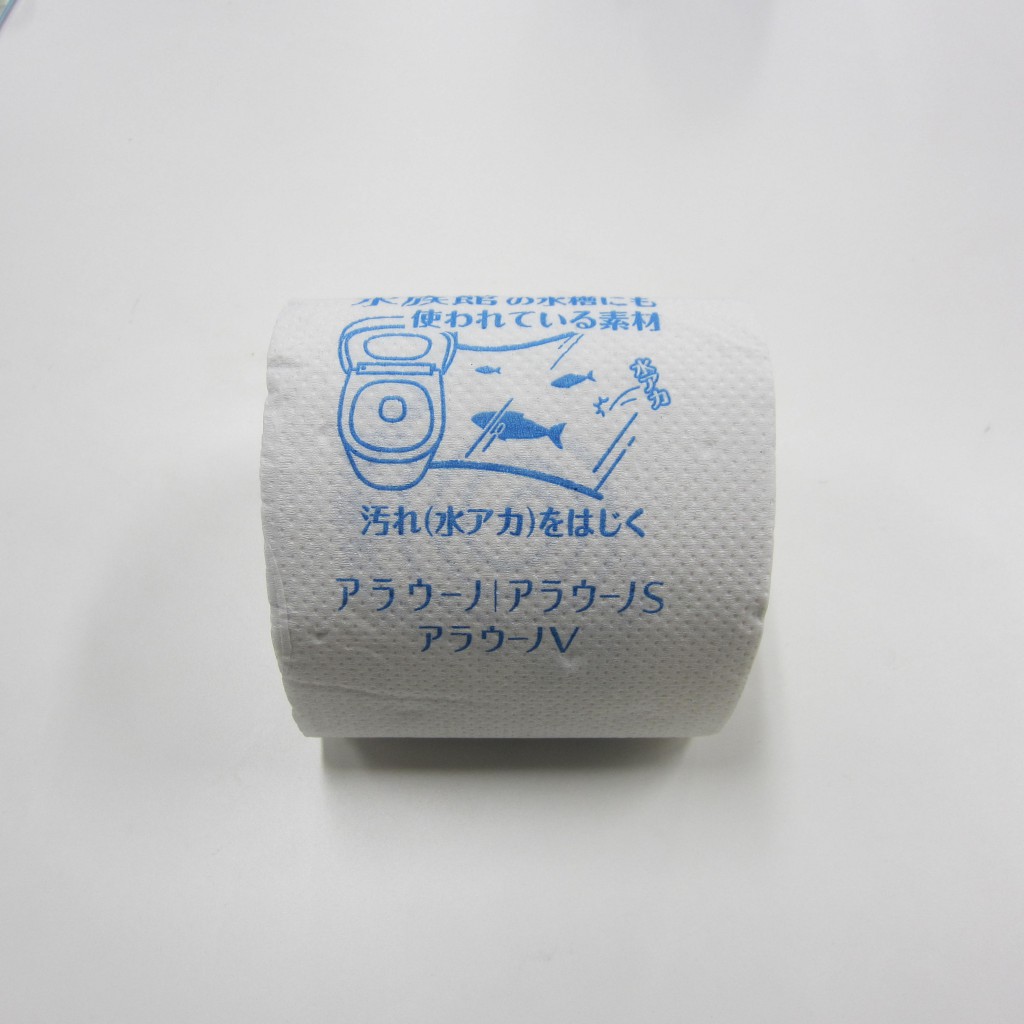 水族館の水槽にも
使われている素材
水アカ
汚れ(水アカ)をはじく
アラウーノ|アラウーノS
アラウーノV